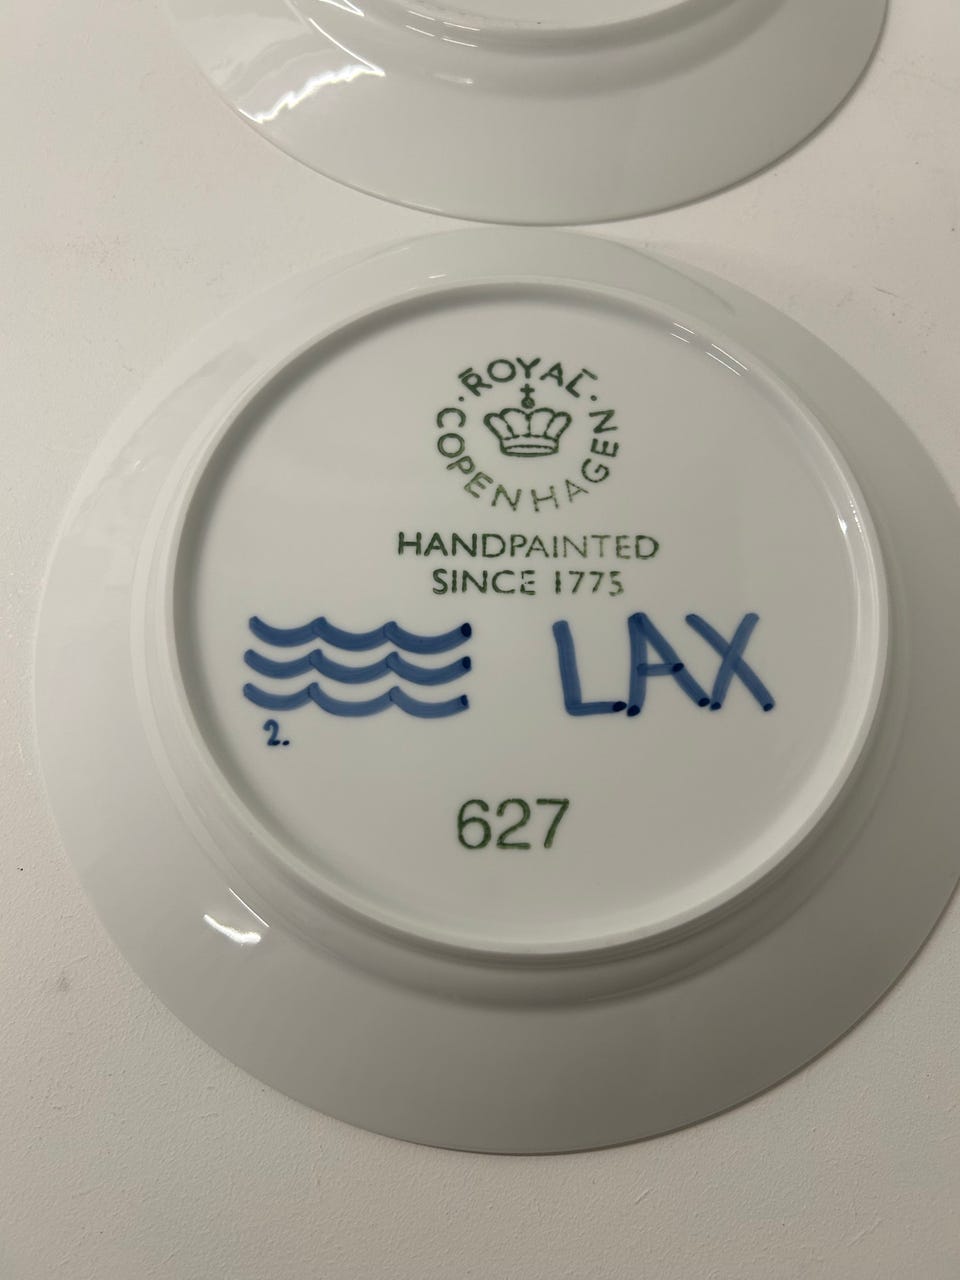 ROYAL
COPENHAGEN
HANDPAINTED
SINCE 1775
LAX
2.
627